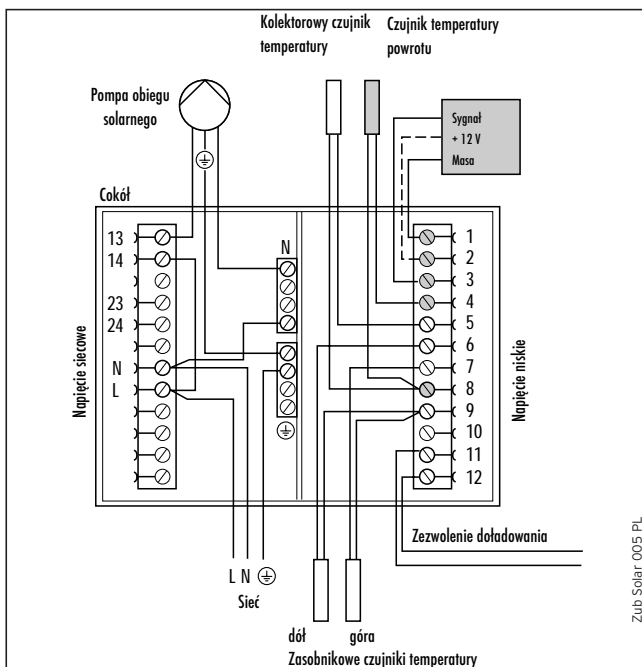 Kolektorowy czujnik
temperatury
Czujnik temperatury
powrotu
Pompa obiegu
solarnego
Sygnał
+ 12 V
Masa
Cokół
13
14
23
24
N
L
N
1
2
3
4
5
6
7
8
9
10
11
12
Napięcie sieciowe
Napięcie niskie
Zezwolenie doładowania
L N
Sieć
dół góra
Zasobnikowe czujniki temperatury
Zub Solar 005 PL